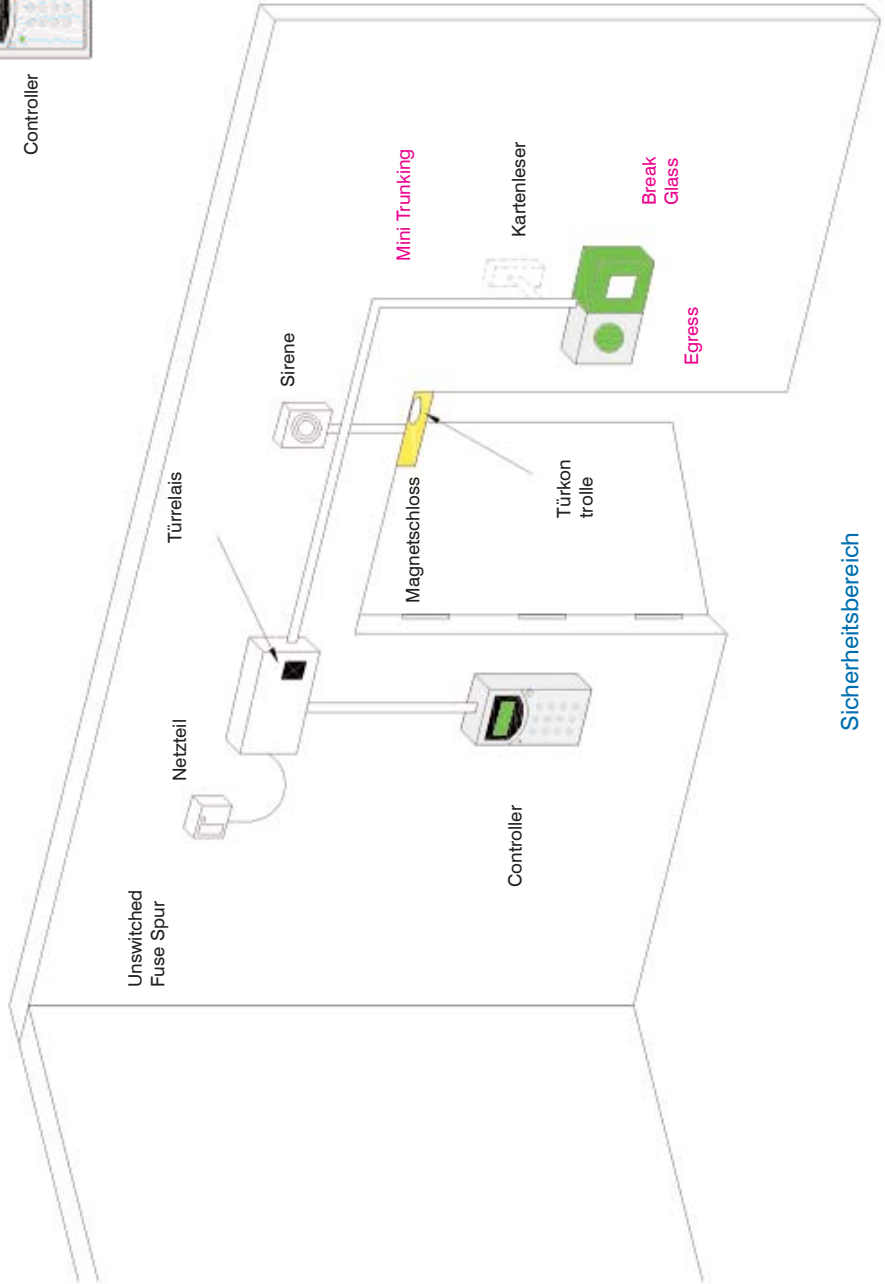 Controller
Mini Trunking
Kartenleser
Break
Glass
Egress
Sirene
Türrelais
Magnetschloss
Türkon
trolle
Netzteil
Unswitched
Fuse Spur
Controller
Sicherheitsbereich